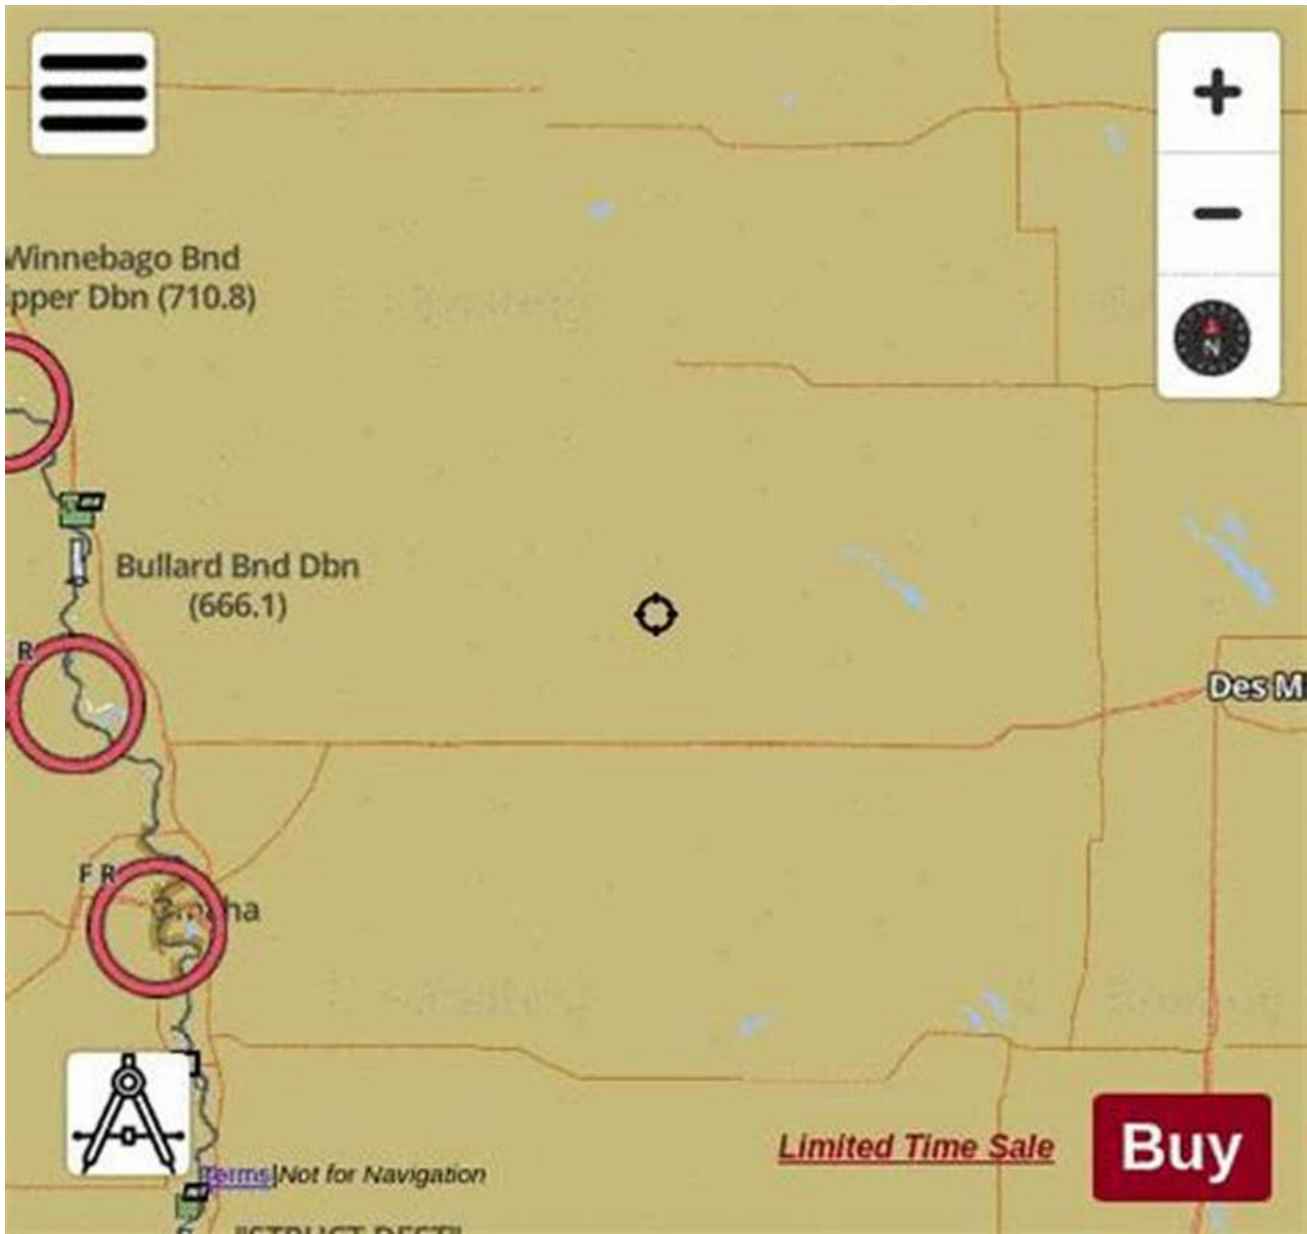 Winnebago Bnd
pper Dbn (710.8)
N
Bullard Bnd Dbn
(666.1)
R
Des M
F R
Omaha
Limited Time Sale
Buy
Terms|Not for Navigation